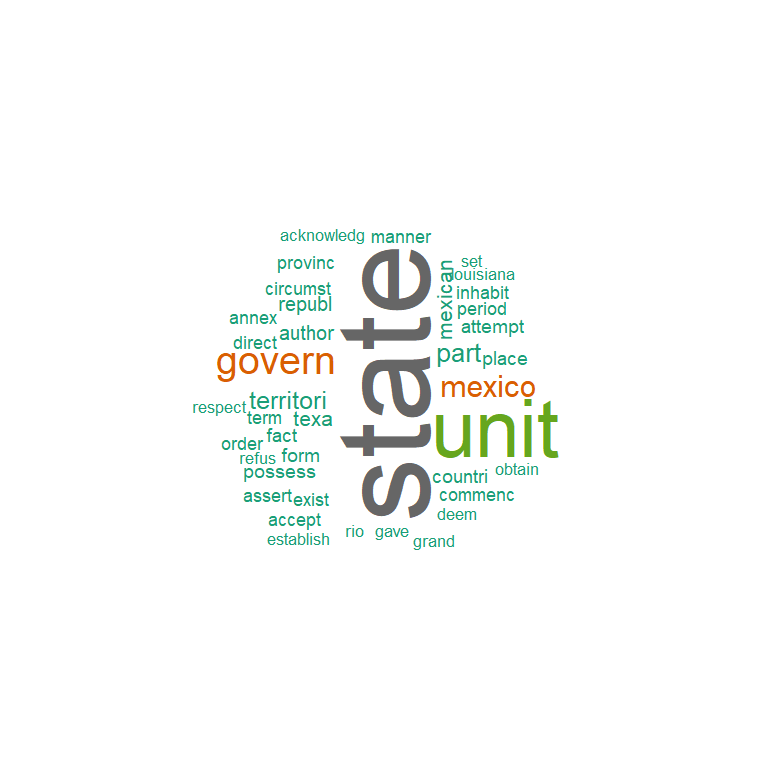 acknowledg
manner
provinc
set
louisiana
circumst
inhabit
republ
mexican
period
annex
attempt
author
direct
part
place
govern
state
mexico
territori
respect
unit
term
texa
fact
order
form
refus
obtain
possess
countri
assert
exist
commenc
accept
deem
rio
gave
establish
grand